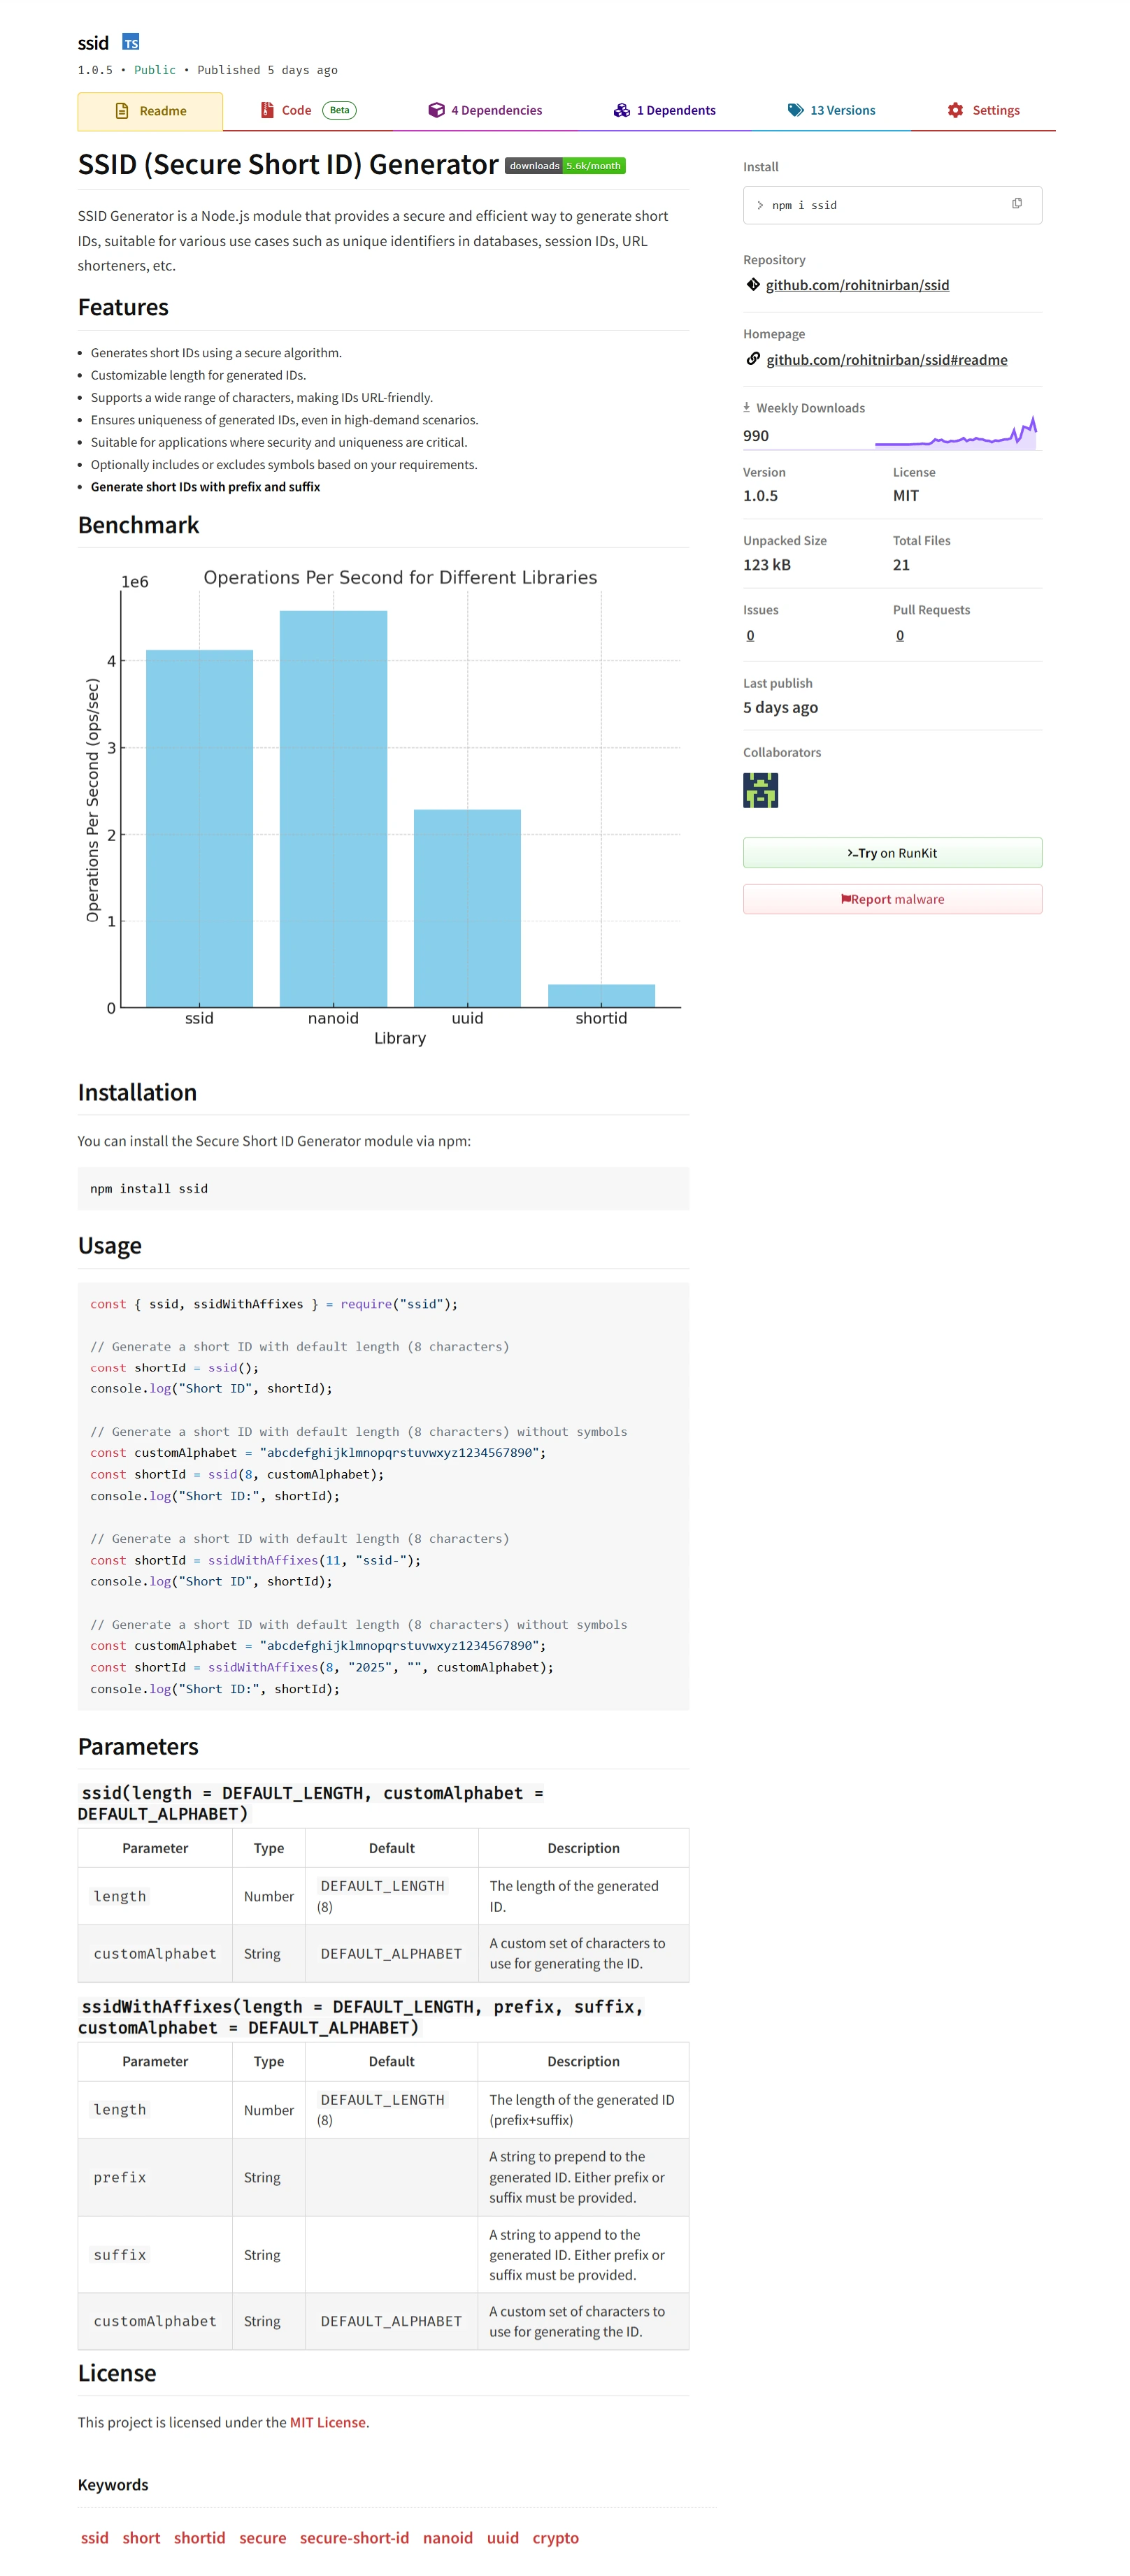 ssid TS
1.0.5 • Public • Published 5 days ago
Readme
Code Beta
4 Dependencies
1 Dependents
13 Versions
Settings
SSID (Secure Short ID) Generator downloads 5.6k/month
SSID Generator is a Node.js module that provides a secure and efficient way to generate short
IDs, suitable for various use cases such as unique identifiers in databases, session IDs, URL
shorteners, etc.
Features
• Generates short IDs using a secure algorithm.
• Customizable length for generated IDs.
• Supports a wide range of characters, making IDs URL-friendly.
• Ensures uniqueness of generated IDs, even in high-demand scenarios.
• Suitable for applications where security and uniqueness are critical.
• Optionally includes or excludes symbols based on your requirements.
• Generate short IDs with prefix and suffix
Benchmark
1e6
Operations Per Second for Different Libraries
Operations Per Second (ops/sec)
4
3
2
1
0
ssid nanoid uuid shortid
Library
Installation
You can install the Secure Short ID Generator module via npm:
npm install ssid
Usage
const { ssid, ssidWithAffixes } = require("ssid");
// Generate a short ID with default length (8 characters)
const shortId = ssid();
console.log("Short ID", shortId);
// Generate a short ID with default length (8 characters) without symbols
const customAlphabet = "abcdefghijklmnopqrstuvwxyz1234567890";
const shortId = ssid(8, customAlphabet);
console.log("Short ID:", shortId);
// Generate a short ID with default length (8 characters)
const shortId = ssidWithAffixes(11, "ssid-");
console.log("Short ID", shortId);
// Generate a short ID with default length (8 characters) without symbols
const customAlphabet = "abcdefghijklmnopqrstuvwxyz1234567890";
const shortId = ssidWithAffixes(8, "2025", "", customAlphabet);
console.log("Short ID:", shortId);
Parameters
ssid(length = DEFAULT_LENGTH, customAlphabet =
DEFAULT_ALPHABET)
Parameter Type Default Description
length Number DEFAULT_LENGTH (8) The length of the generated ID.
customAlphabet String DEFAULT_ALPHABET A custom set of characters to use for generating the ID.
ssidWithAffixes(length = DEFAULT_LENGTH, prefix, suffix,
customAlphabet = DEFAULT_ALPHABET)
Parameter Type Default Description
length Number DEFAULT_LENGTH (8) The length of the generated ID (prefix+suffix)
prefix String A string to prepend to the generated ID. Either prefix or suffix must be provided.
suffix String A string to append to the generated ID. Either prefix or suffix must be provided.
customAlphabet String DEFAULT_ALPHABET A custom set of characters to use for generating the ID.
License
This project is licensed under the MIT License.
Keywords
ssid short shortid secure secure-short-id nanoid uuid crypto
Install
> npm i ssid
Repository
github.com/rohitnirban/ssid
Homepage
github.com/rohitnirban/ssid#readme
Weekly Downloads
990
Version License
1.0.5 MIT
Unpacked Size Total Files
123 kB 21
Issues Pull Requests
0 0
Last publish
5 days ago
Collaborators
Try on RunKit
Report malware